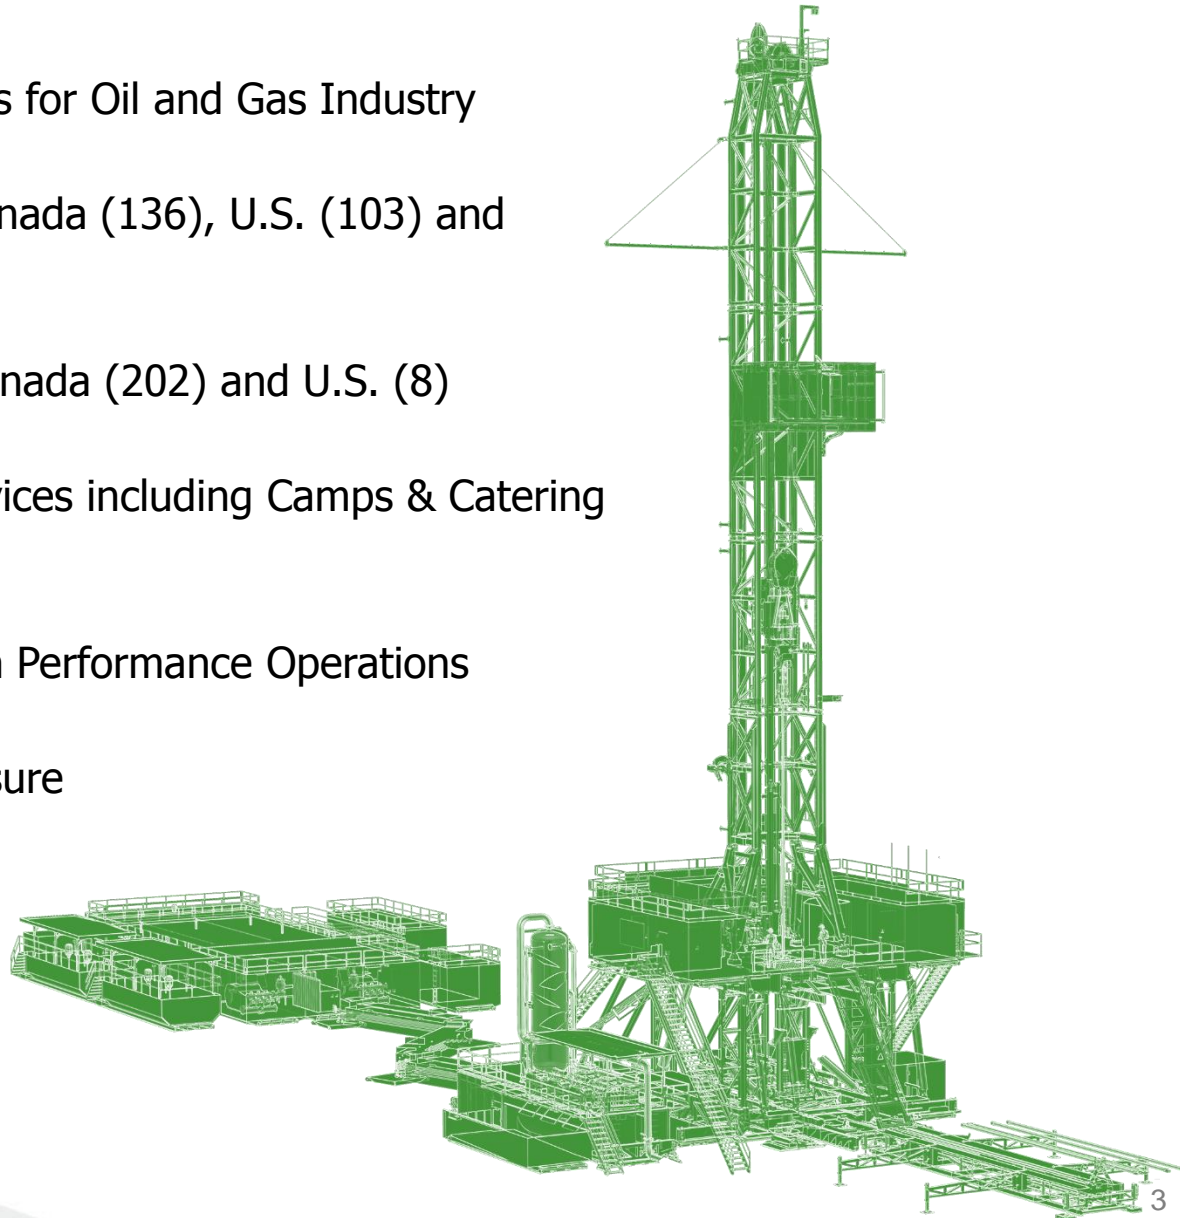 s for Oil and Gas Industry
nada (136), U.S. (103) and
nada (202) and U.S. (8)
vices including Camps & Catering
Performance Operations
sure
3